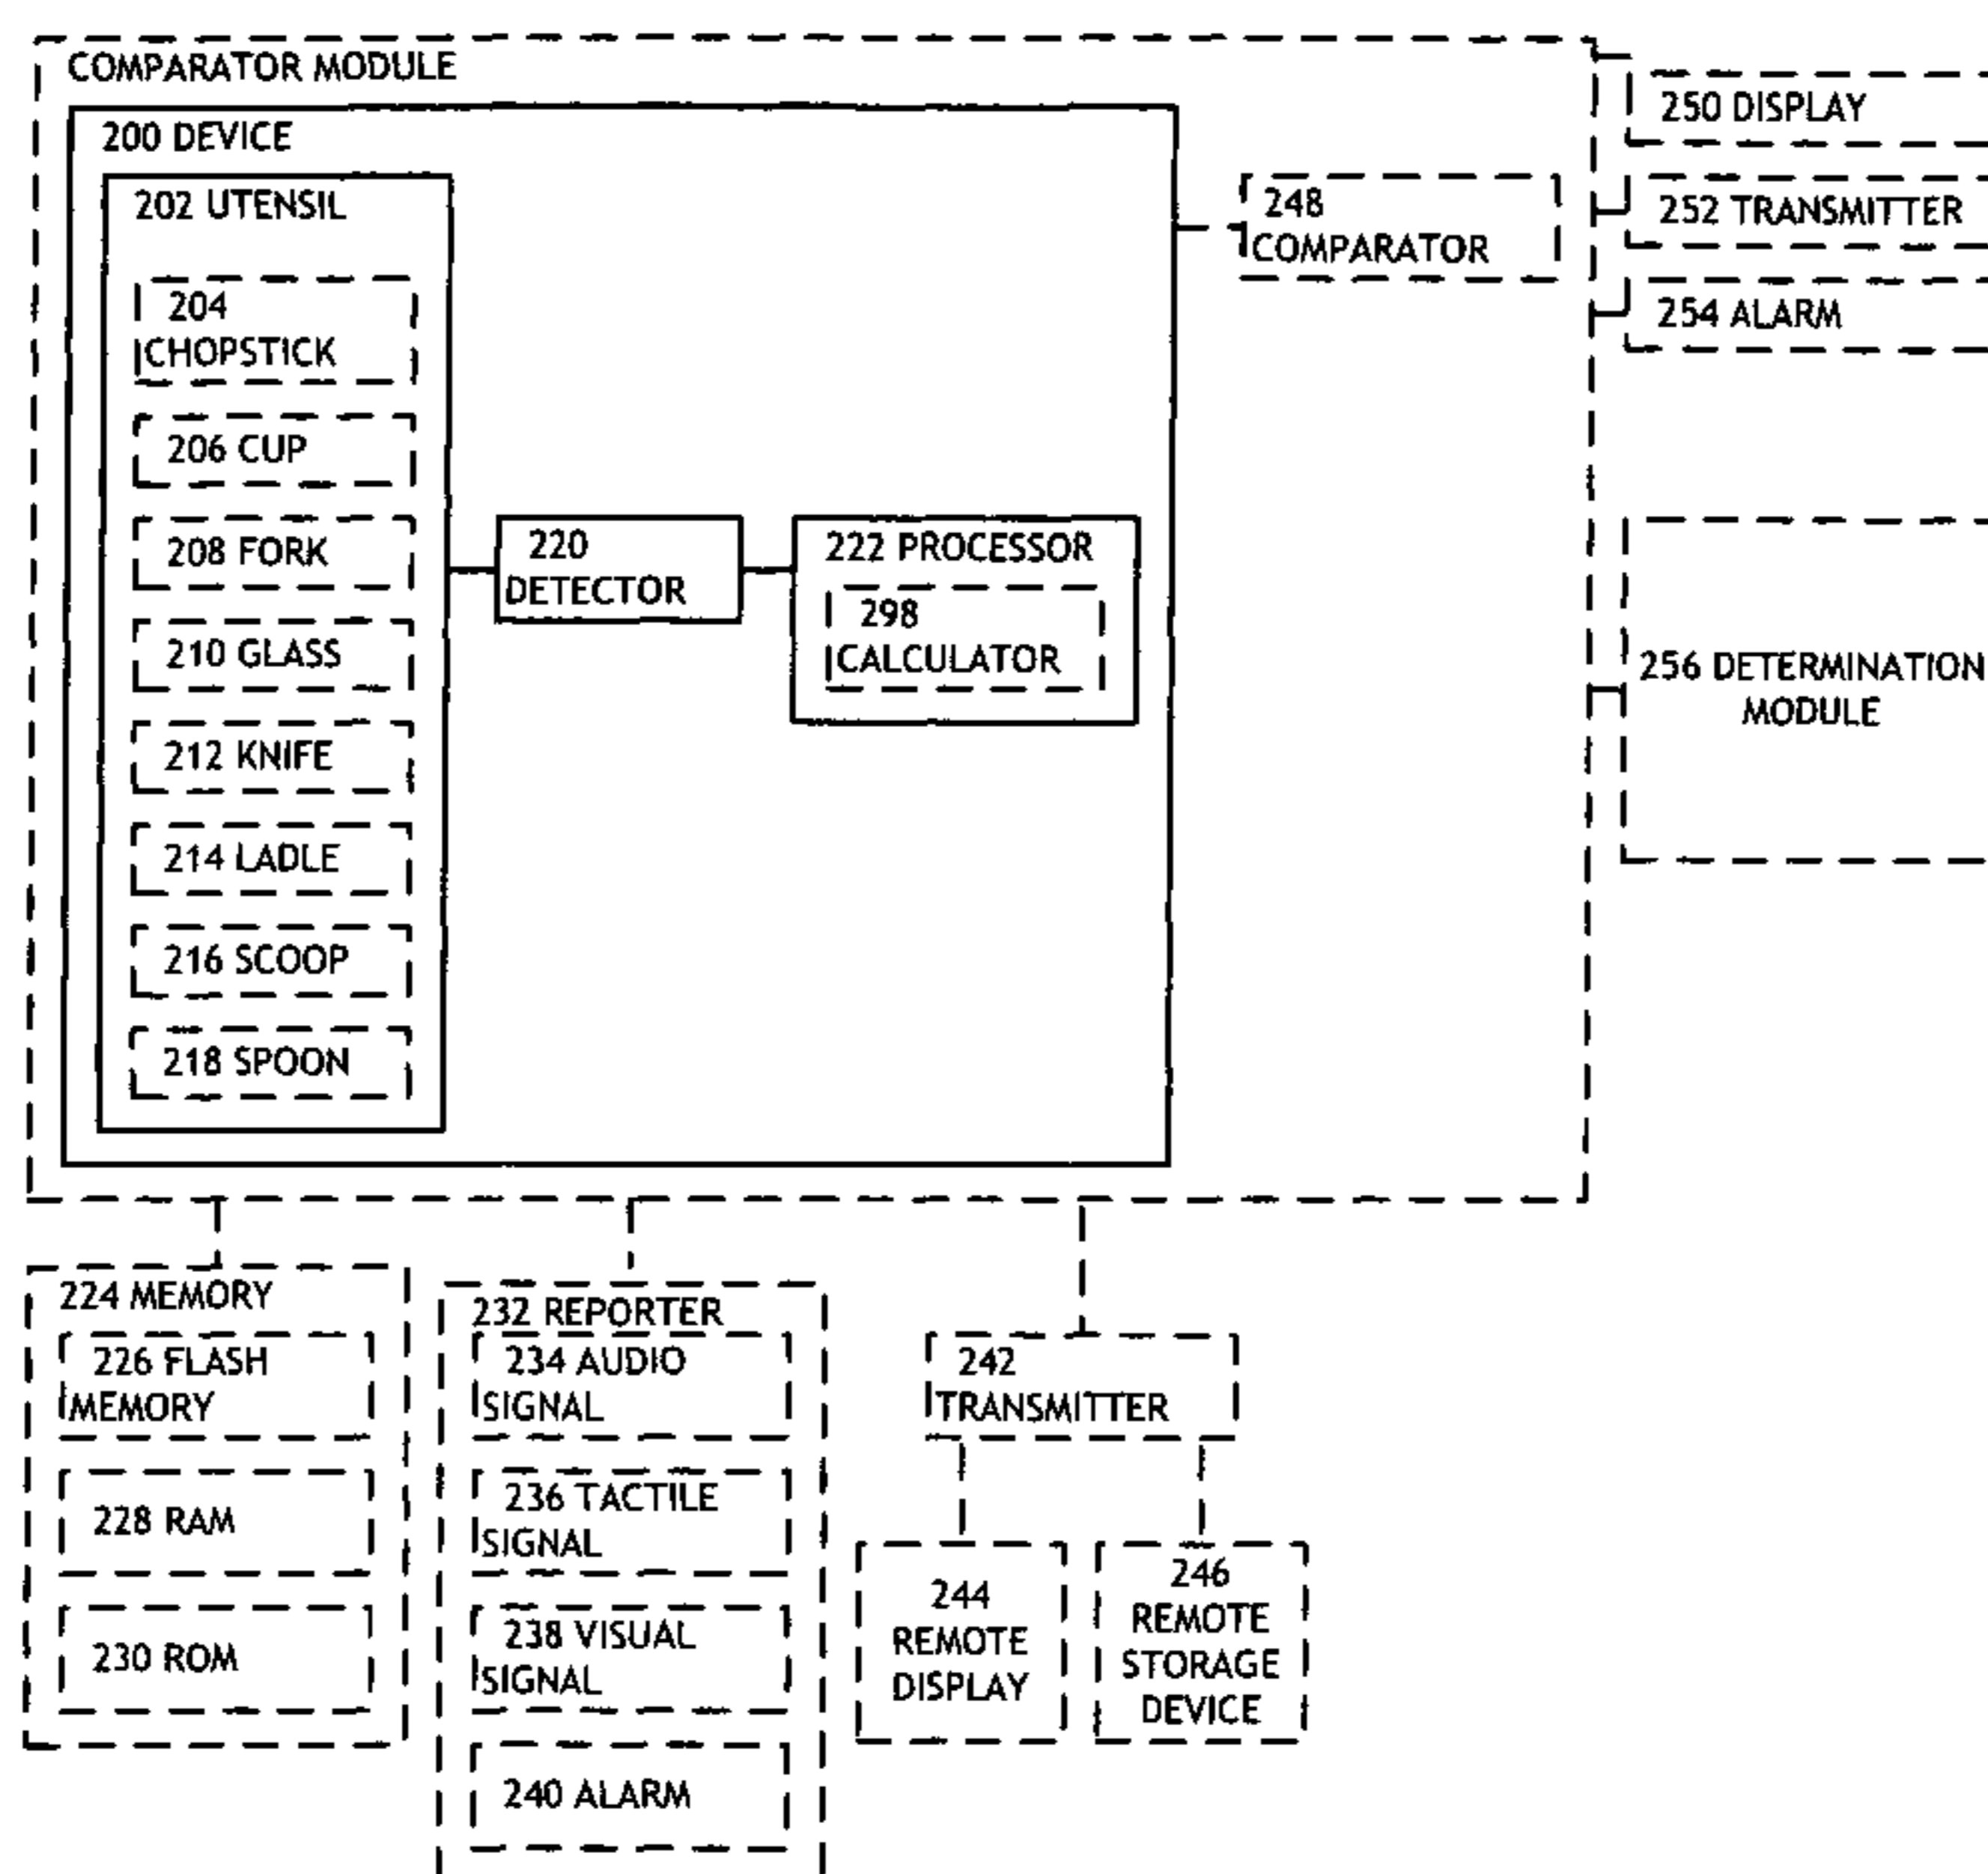 COMPARATOR MODULE
200 DEVICE
202 UTENSIL
204
CHOPSTICK
206 CUP
208 FORK
210 GLASS
212 KNIFE
214 LADLE
216 SCOOP
218 SPOON
220
DETECTOR
222 PROCESSOR
298
CALCULATOR
248
COMPARATOR
250 DISPLAY
252 TRANSMITTER
254 ALARM
256 DETERMINATION
MODULE
224 MEMORY
226 FLASH
MEMORY
228 RAM
230 ROM
232 REPORTER
234 AUDIO
SIGNAL
236 TACTILE
SIGNAL
238 VISUAL
SIGNAL
240 ALARM
242
TRANSMITTER
244
REMOTE
DISPLAY
246
REMOTE
STORAGE
DEVICE